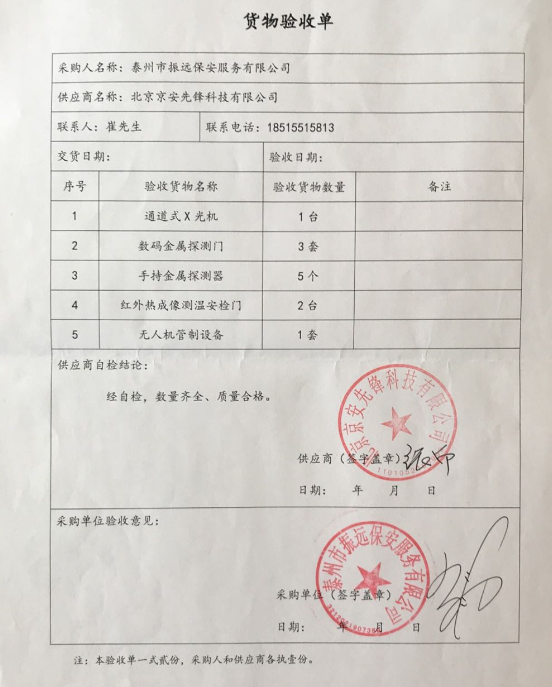 货物验收单
采购人名称：泰州市振远保安服务有限公司
供应商名称：北京京安先锋科技有限公司
联系人：崔先生 联系电话：18515515813
交货日期： 验收日期：
序号 验收货物名称 验收货物数量 备注
1 通道式X光机 1台
2 数码金属探测门 3套
3 手持金属探测器 5个
4 红外热成像测温安检门 2台
5 无人机管制设备 1套
供应商自检结论：
经自检，数量齐全、质量合格。
北京京安先锋科技有限公司
供应商（签字盖章）
日期： 年 月 日
采购单位验收意见：
泰州市振远保安服务有限公司
采购单位（签字盖章）
日期： 年 月 日
注：本验收单一式贰份，采购人和供应商各执壹份。